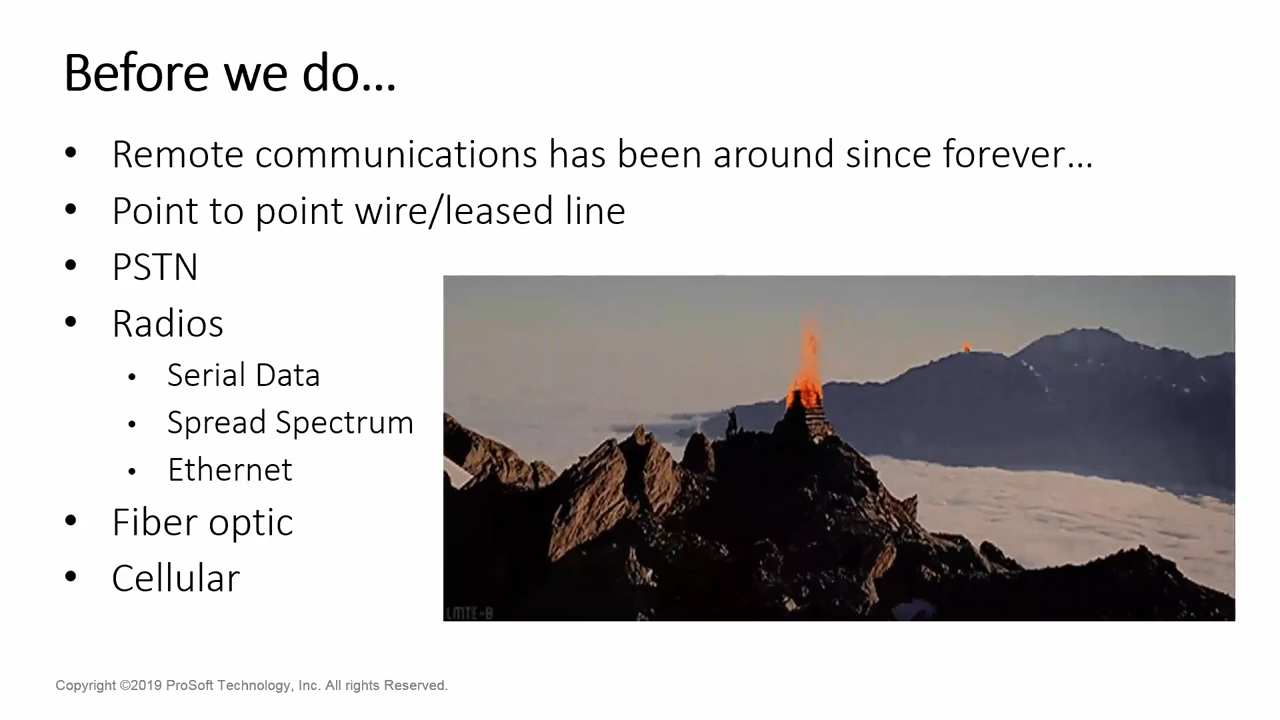 Before we do...
• Remote communications has been around since forever...
• Point to point wire/leased line
• PSTN
• Radios
• Serial Data
• Spread Spectrum
• Ethernet
• Fiber optic
• Cellular
LMTE-B
Copyright ©2019 ProSoft Technology, Inc. All rights Reserved.